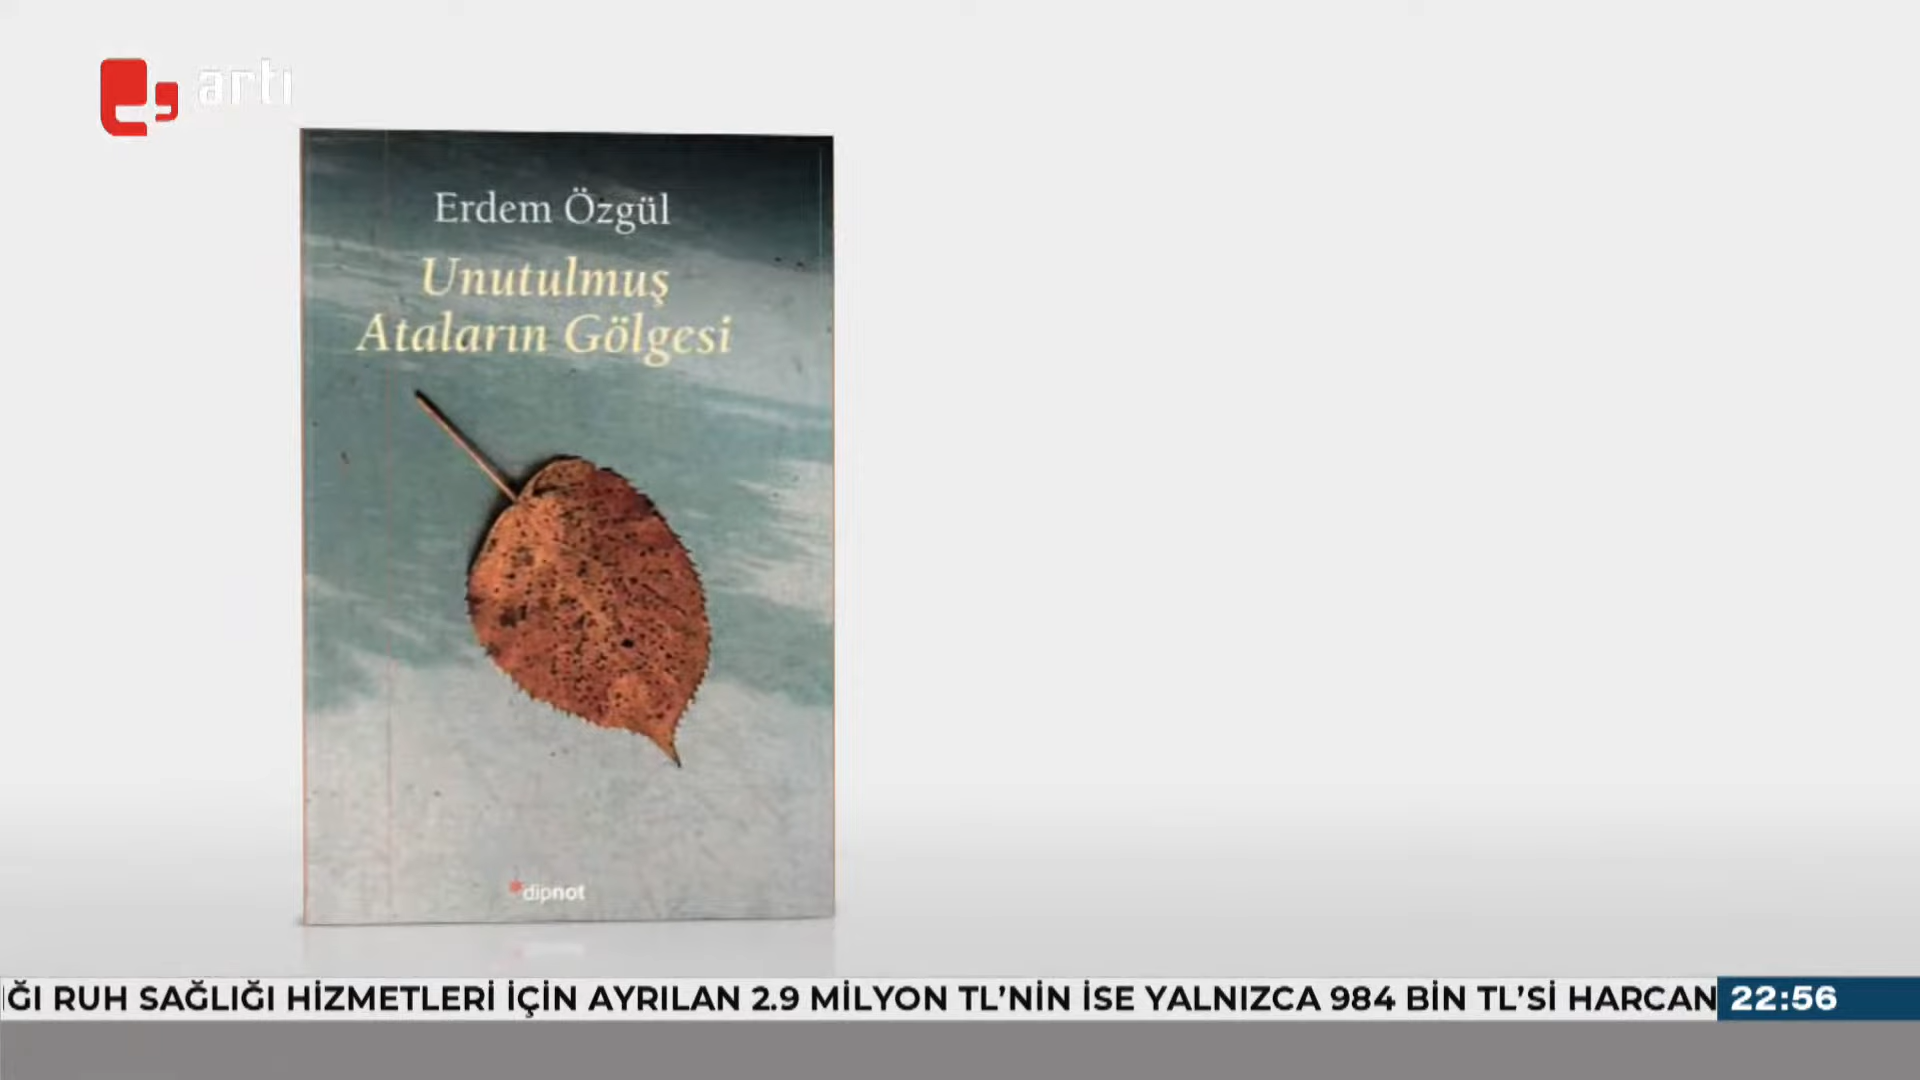 artı
Erdem Özgül
Unutulmuş
Ataların Gölgesi
dipnot
ĞI RUH SAĞLIĞI HİZMETLERİ İÇİN AYRILAN 2.9 MİLYON TL’NİN İSE YALNIZCA 984 BİN TL’Sİ HARCAN
22:56